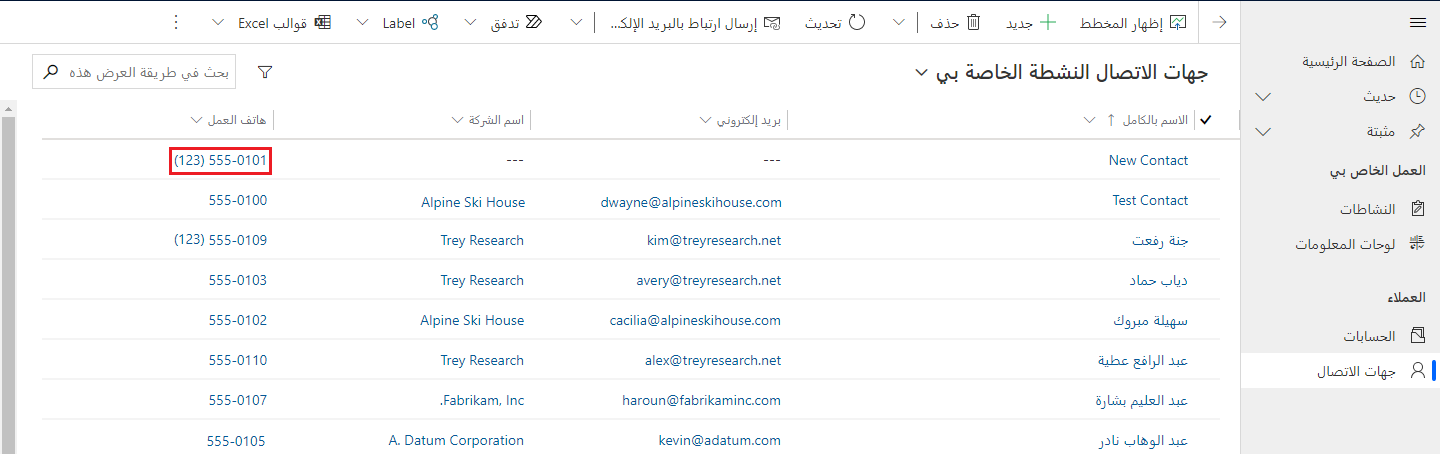 إظهار المخطط
جديد
حذف
تحديث
إرسال ارتباط بالبريد الإلك...
تدفق
Label
قوالب Excel
الصفحة الرئيسية
حديث
مثبتة
العمل الخاص بي
النشاطات
لوحات المعلومات
العملاء
الحسابات
جهات الاتصال
جهات الاتصال النشطة الخاصة بي
بحث في طريقة العرض هذه
الاسم بالكامل بريد إلكتروني اسم الشركة هاتف العمل
New Contact --- --- (123) 555-0101
Test Contact dwayne@alpineskihouse.com Alpine Ski House 555-0100
جنة رفعت kim@treyresearch.net Trey Research (123) 555-0109
دياب حماد avery@treyresearch.net Trey Research 555-0103
سهيلة مبروك cacilia@alpineskihouse.com Alpine Ski House 555-0102
عبد الرافع عطية alex@treyresearch.net Trey Research 555-0110
عبد العليم بشارة haroun@fabrikaminc.com .Fabrikam, Inc 555-0107
عبد الوهاب نادر kevin@adatum.com A. Datum Corporation 555-0105